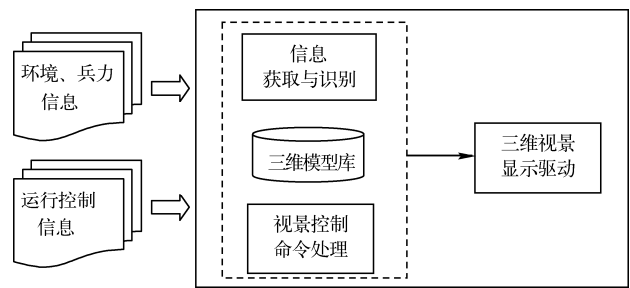 环境、兵力
信息
运行控制
信息
信息
获取与识别
三维模型库
视景控制
命令处理
三维视景
显示驱动